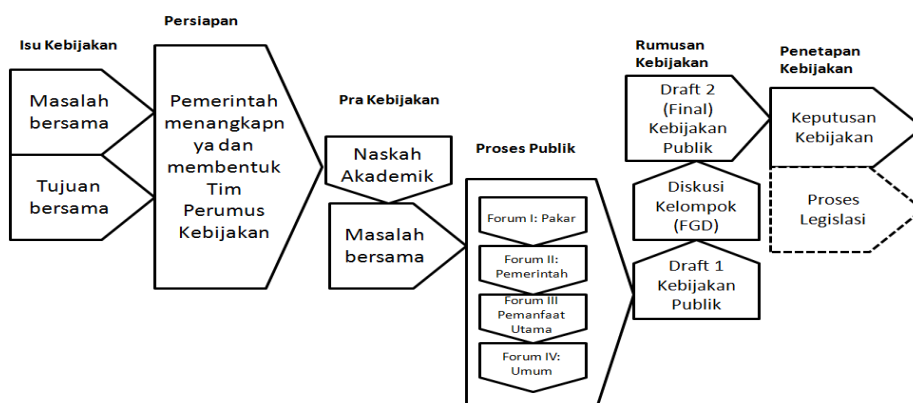 Isu Kebijakan
Masalah
bersama
Tujuan
bersama
Persiapan
Pemerintah
menangkapn
ya dan
membentuk
Tim
Perumus
Kebijakan
Pra Kebijakan
Naskah
Akademik
Masalah
bersama
Proses Publik
Forum I: Pakar
Forum II:
Pemerintah
Forum III
Pemanfaat
Utama
Forum IV:
Umum
Rumusan
Kebijakan
Draft 2
(Final)
Kebijakan
Publik
Diskusi
Kelompok
(FGD)
Draft 1
Kebijakan
Publik
Penetapan
Kebijakan
Keputusan
Kebijakan
Proses
Legislasi